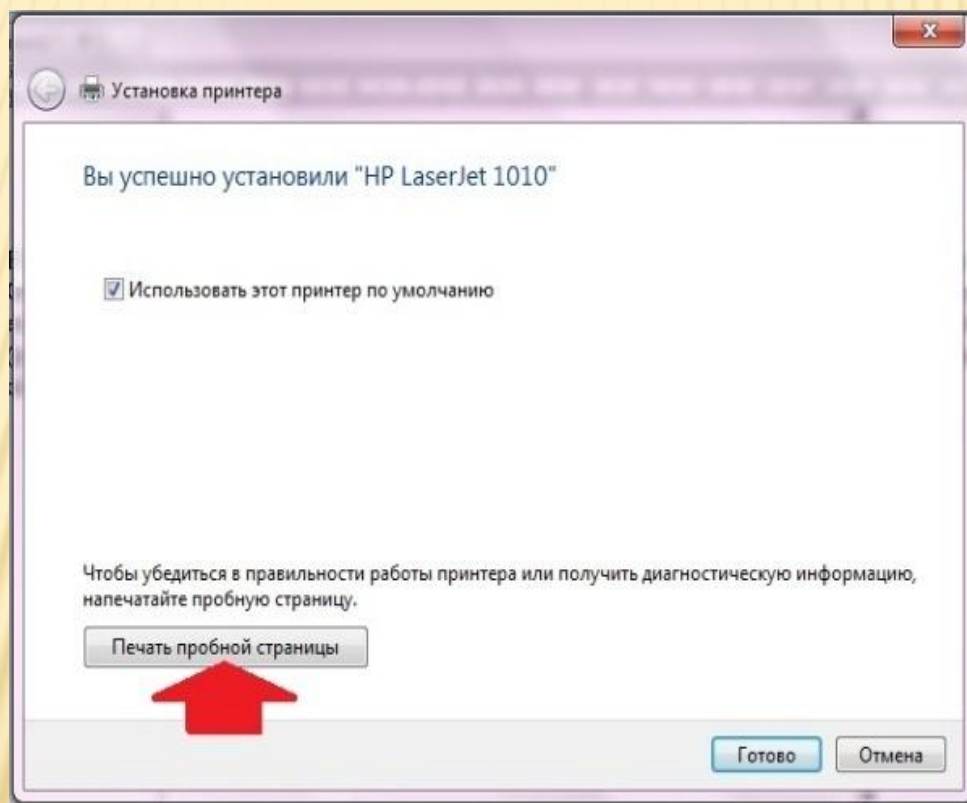 Установка принтера
Вы успешно установили "HP LaserJet 1010"
Использовать этот принтер по умолчанию
Чтобы убедиться в правильности работы принтера или получить диагностическую информацию,
напечатайте пробную страницу.
Печать пробной страницы
Готово
Отмена